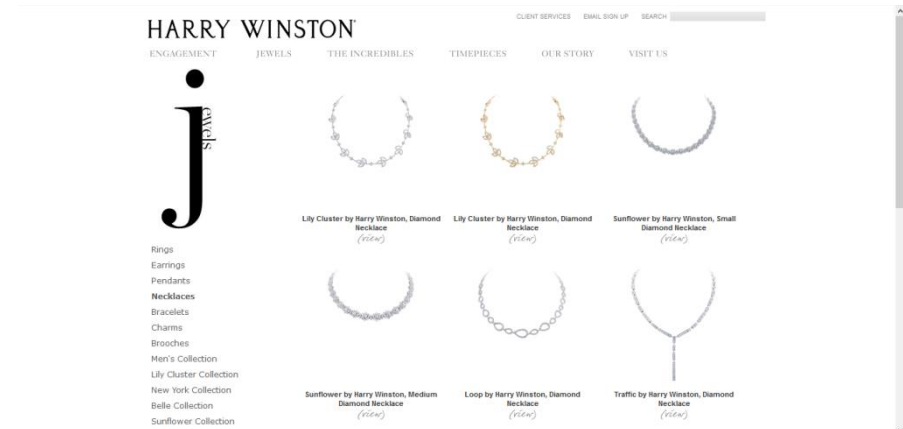 CLIENT SERVICES EMAIL SIGN UP SEARCH
HARRY WINSTON
ENGAGEMENT JEWELS THE INCREDIBLES TIMEPIECES OUR STORY VISIT US
jewels
Lily Cluster by Harry Winston, Diamond
Necklace
(view)
Lily Cluster by Harry Winston, Diamond
Necklace
(view)
Sunflower by Harry Winston, Small
Diamond Necklace
(view)
Rings
Earrings
Pendants
Necklaces
Bracelets
Charms
Brooches
Men's Collection
Lily Cluster Collection
New York Collection
Belle Collection
Sunflower Collection
Sunflower by Harry Winston, Medium
Diamond Necklace
(view)
Loop by Harry Winston, Diamond
Necklace
(view)
Traffic by Harry Winston, Diamond
Necklace
(view)